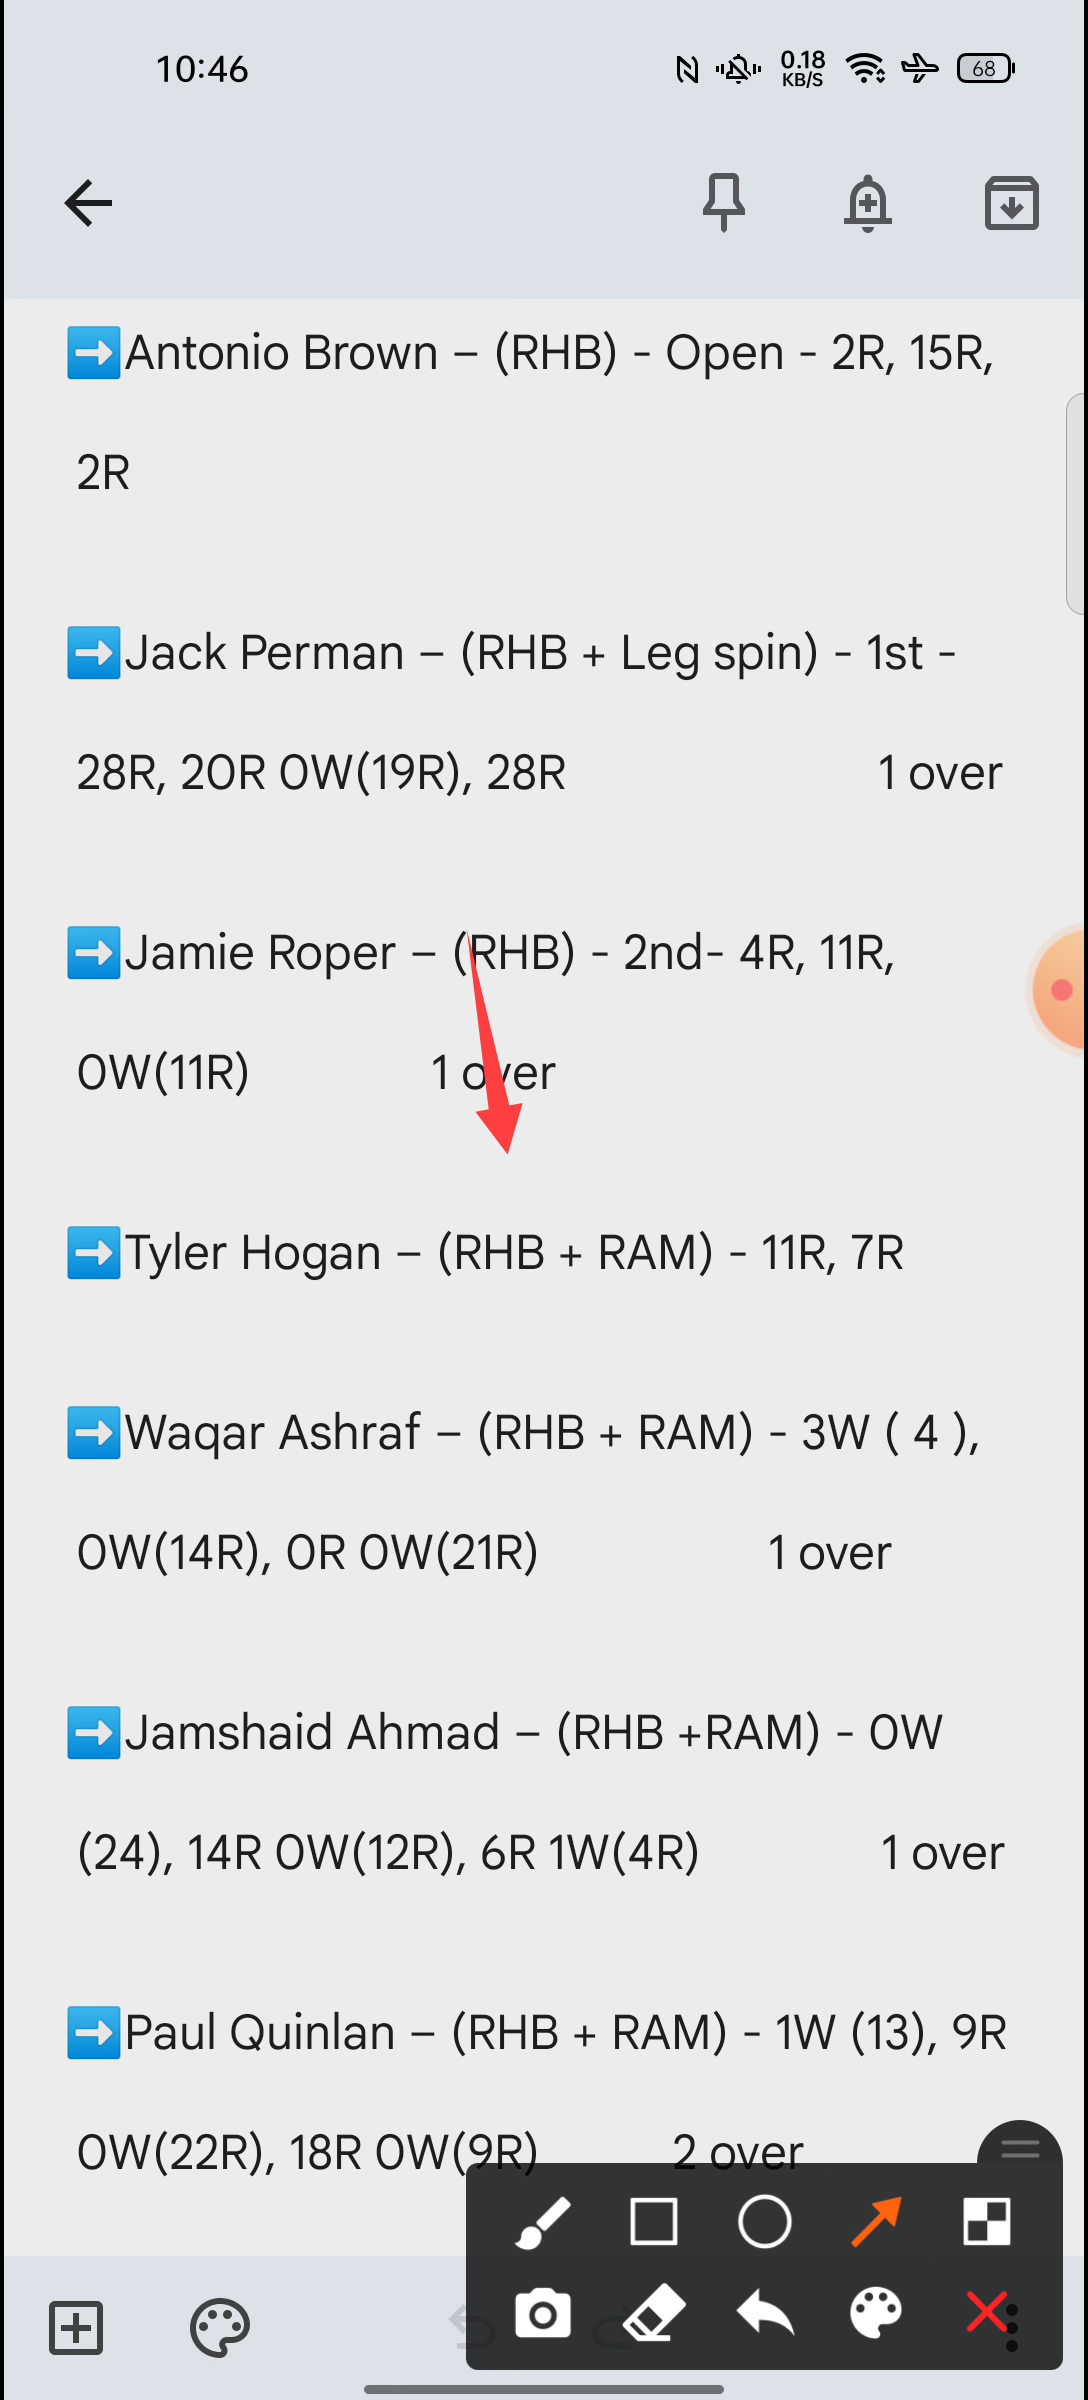 10:46
0.18
KB/S
68
➡️Antonio Brown – (RHB) - Open - 2R, 15R,
2R
➡️Jack Perman – (RHB + Leg spin) - 1st -
28R, 20R 0W(19R), 28R 1 over
➡️Jamie Roper – (RHB) - 2nd- 4R, 11R,
0W(11R) 1 over
➡️Tyler Hogan – (RHB + RAM) - 11R, 7R
➡️Waqar Ashraf – (RHB + RAM) - 3W ( 4 ),
0W(14R), 0R 0W(21R) 1 over
➡️Jamshaid Ahmad – (RHB +RAM) - 0W
(24), 14R 0W(12R), 6R 1W(4R) 1 over
➡️Paul Quinlan – (RHB + RAM) - 1W (13), 9R
0W(22R), 18R 0W(9R) 2 over